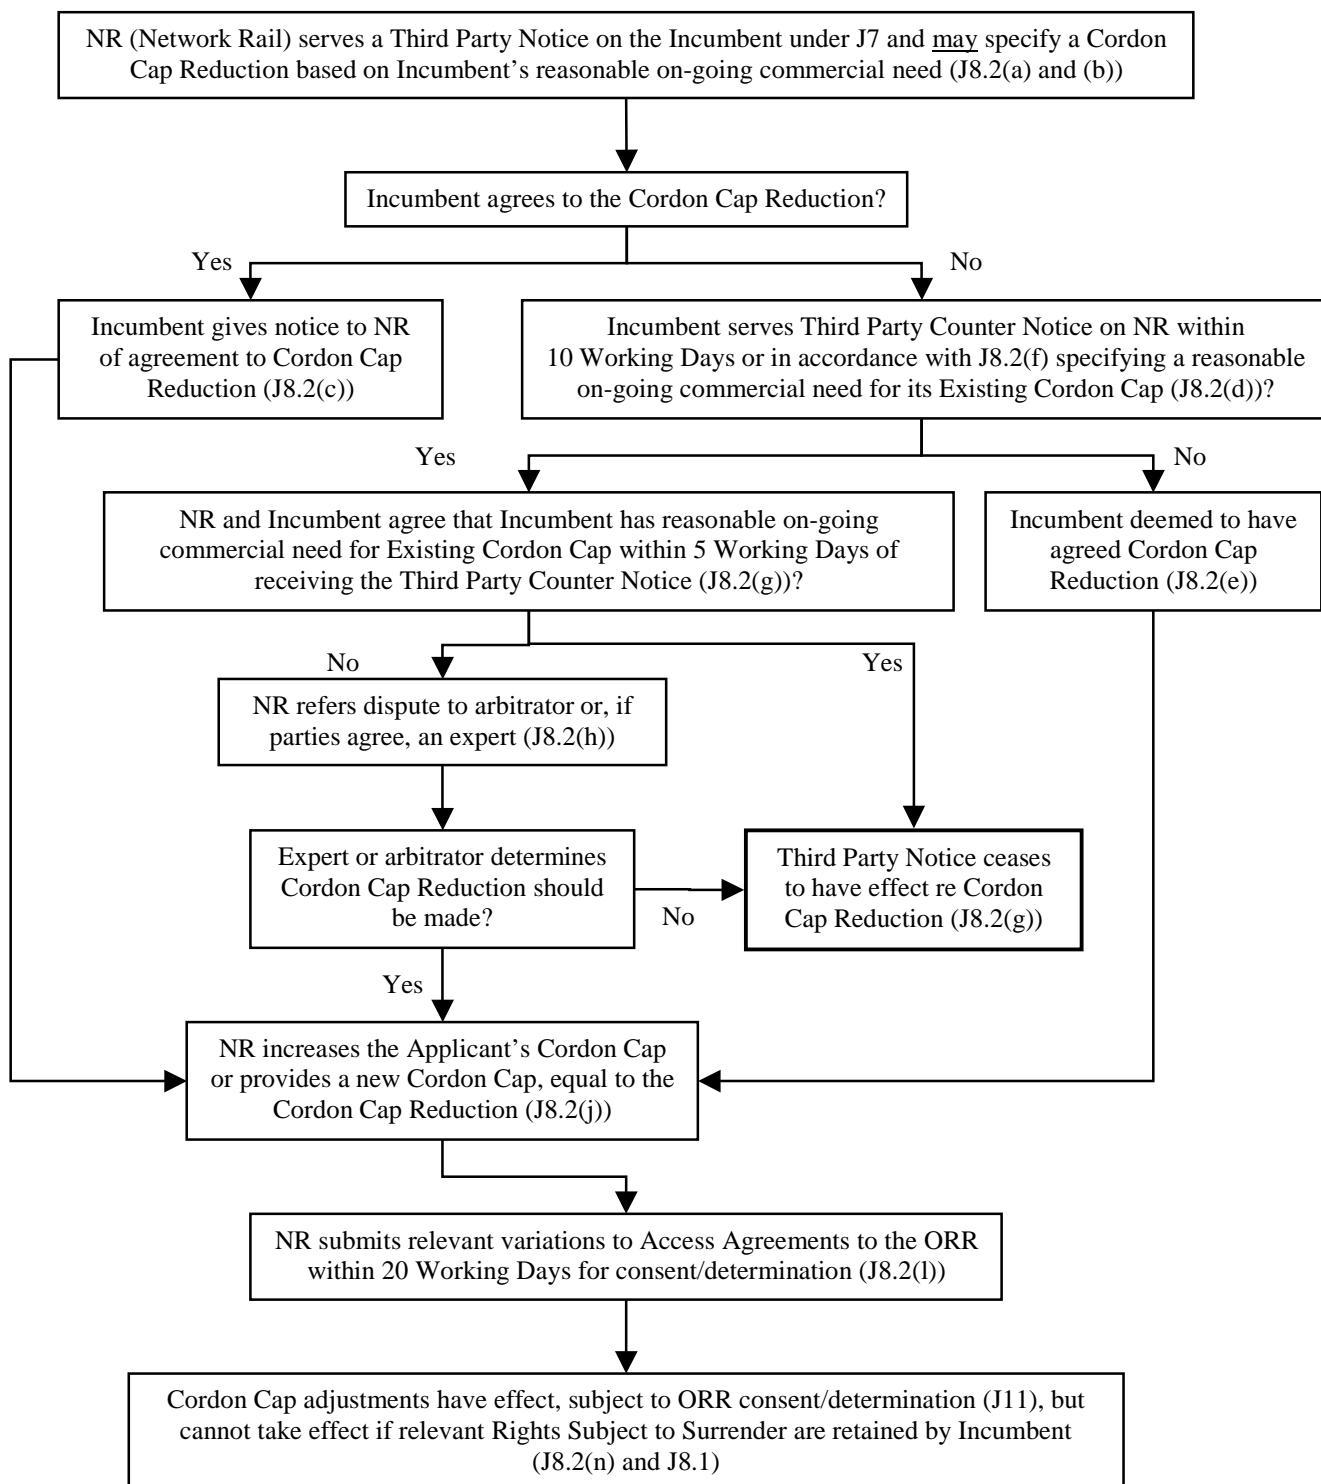 NR (Network Rail) serves a Third Party Notice on the Incumbent under J7 and may specify a Cordon
Cap Reduction based on Incumbent’s reasonable on-going commercial need (J8.2(a) and (b))
Incumbent agrees to the Cordon Cap Reduction?
Yes
No
Incumbent gives notice to NR
of agreement to Cordon Cap
Reduction (J8.2(c))
Incumbent serves Third Party Counter Notice on NR within
10 Working Days or in accordance with J8.2(f) specifying a reasonable
on-going commercial need for its Existing Cordon Cap (J8.2(d))?
Yes
No
NR and Incumbent agree that Incumbent has reasonable on-going
commercial need for Existing Cordon Cap within 5 Working Days of
receiving the Third Party Counter Notice (J8.2(g))?
Incumbent deemed to have
agreed Cordon Cap
Reduction (J8.2(e))
No
Yes
NR refers dispute to arbitrator or, if
parties agree, an expert (J8.2(h))
Expert or arbitrator determines
Cordon Cap Reduction should
be made?
No
Third Party Notice ceases
to have effect re Cordon
Cap Reduction (J8.2(g))
Yes
NR increases the Applicant’s Cordon Cap
or provides a new Cordon Cap, equal to the
Cordon Cap Reduction (J8.2(j))
NR submits relevant variations to Access Agreements to the ORR
within 20 Working Days for consent/determination (J8.2(l))
Cordon Cap adjustments have effect, subject to ORR consent/determination (J11), but
cannot take effect if relevant Rights Subject to Surrender are retained by Incumbent
(J8.2(n) and J8.1)